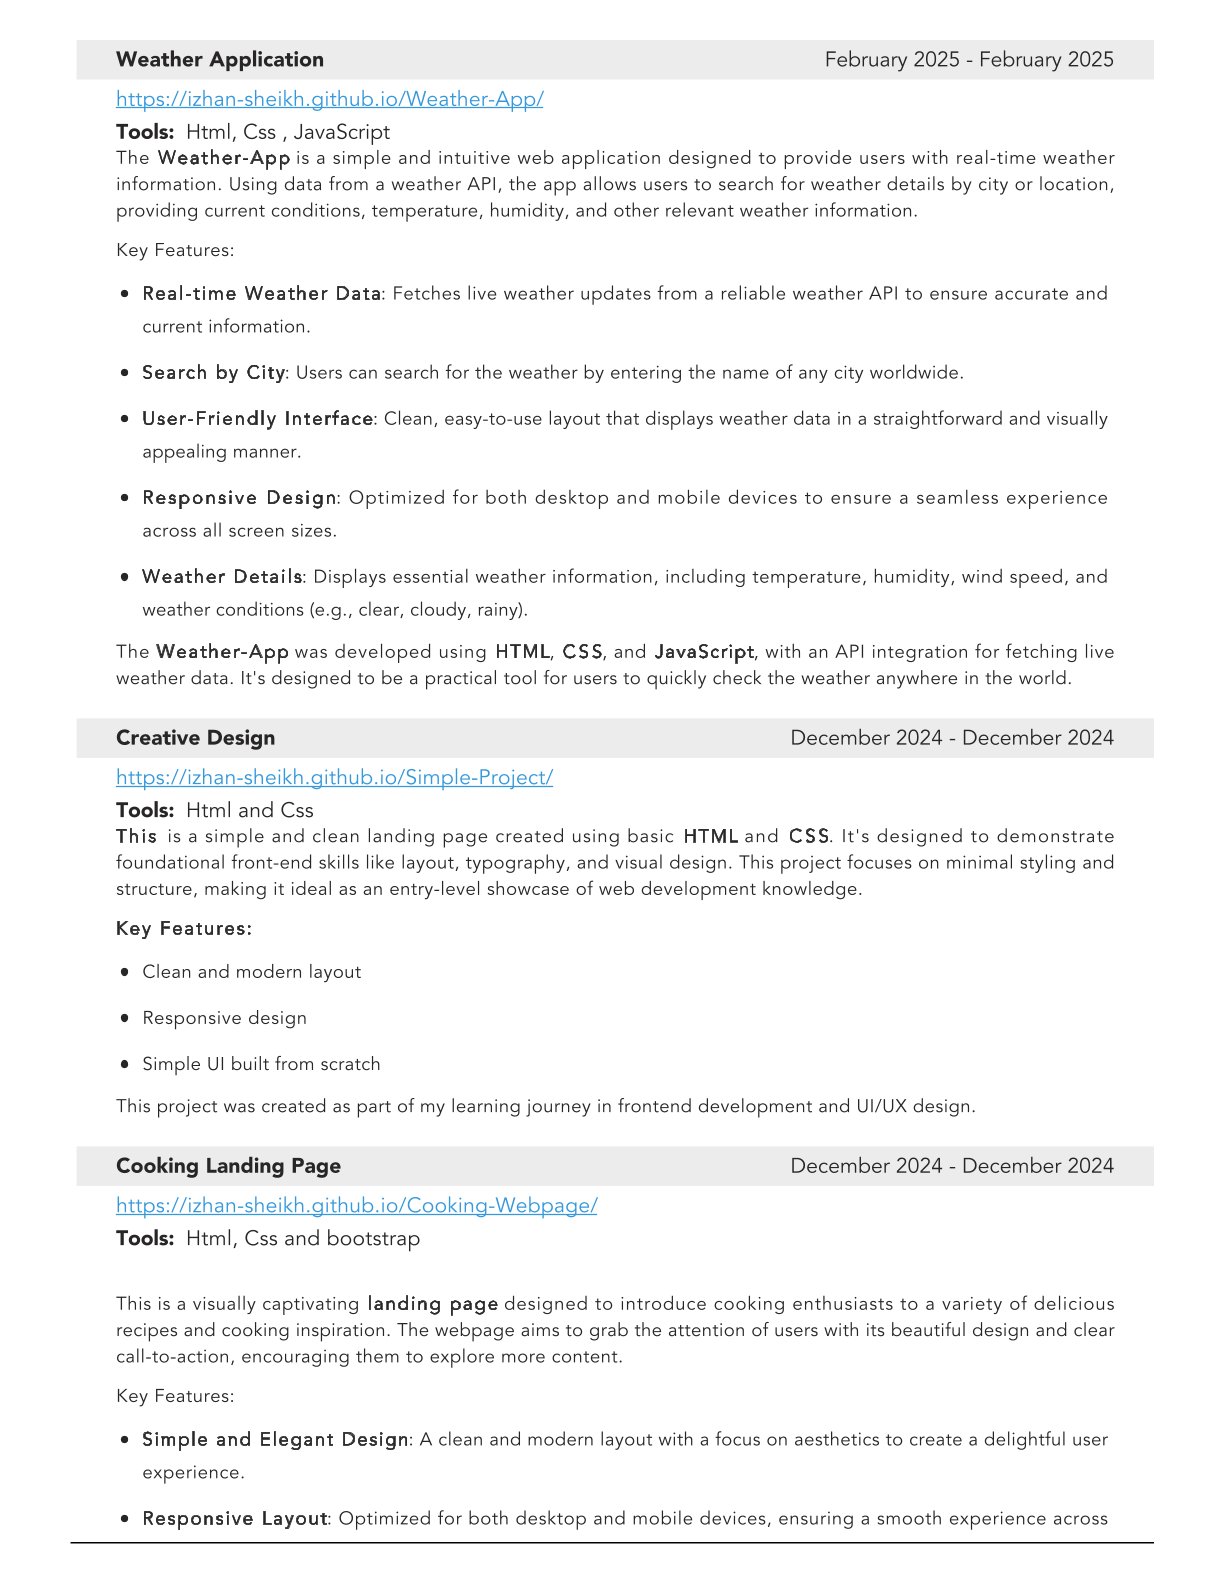 Weather Application February 2025 - February 2025
https://izhan-sheikh.github.io/Weather-App/
Tools: Html, Css , JavaScript
The Weather-App is a simple and intuitive web application designed to provide users with real-time weather
information. Using data from a weather API, the app allows users to search for weather details by city or location,
providing current conditions, temperature, humidity, and other relevant weather information.
Key Features:
• Real-time Weather Data: Fetches live weather updates from a reliable weather API to ensure accurate and
current information.
• Search by City: Users can search for the weather by entering the name of any city worldwide.
• User-Friendly Interface: Clean, easy-to-use layout that displays weather data in a straightforward and visually
appealing manner.
• Responsive Design: Optimized for both desktop and mobile devices to ensure a seamless experience
across all screen sizes.
• Weather Details: Displays essential weather information, including temperature, humidity, wind speed, and
weather conditions (e.g., clear, cloudy, rainy).
The Weather-App was developed using HTML, CSS, and JavaScript, with an API integration for fetching live
weather data. It's designed to be a practical tool for users to quickly check the weather anywhere in the world.
Creative Design December 2024 - December 2024
https://izhan-sheikh.github.io/Simple-Project/
Tools: Html and Css
This is a simple and clean landing page created using basic HTML and CSS. It's designed to demonstrate
foundational front-end skills like layout, typography, and visual design. This project focuses on minimal styling and
structure, making it ideal as an entry-level showcase of web development knowledge.
Key Features:
• Clean and modern layout
• Responsive design
• Simple UI built from scratch
This project was created as part of my learning journey in frontend development and UI/UX design.
Cooking Landing Page December 2024 - December 2024
https://izhan-sheikh.github.io/Cooking-Webpage/
Tools: Html, Css and bootstrap
This is a visually captivating landing page designed to introduce cooking enthusiasts to a variety of delicious
recipes and cooking inspiration. The webpage aims to grab the attention of users with its beautiful design and clear
call-to-action, encouraging them to explore more content.
Key Features:
• Simple and Elegant Design: A clean and modern layout with a focus on aesthetics to create a delightful user
experience.
• Responsive Layout: Optimized for both desktop and mobile devices, ensuring a smooth experience across